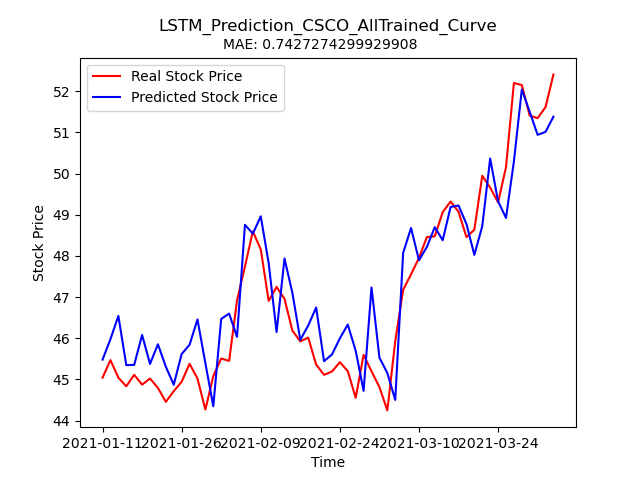 LSTM_Prediction_CSCO_AllTrained_Curve
MAE: 0.7427274299929908
Real Stock Price
Predicted Stock Price
52
51
50
49
48
47
46
45
44
Stock Price
2021-01-11 2021-01-26 2021-02-09 2021-02-24 2021-03-10 2021-03-24
Time